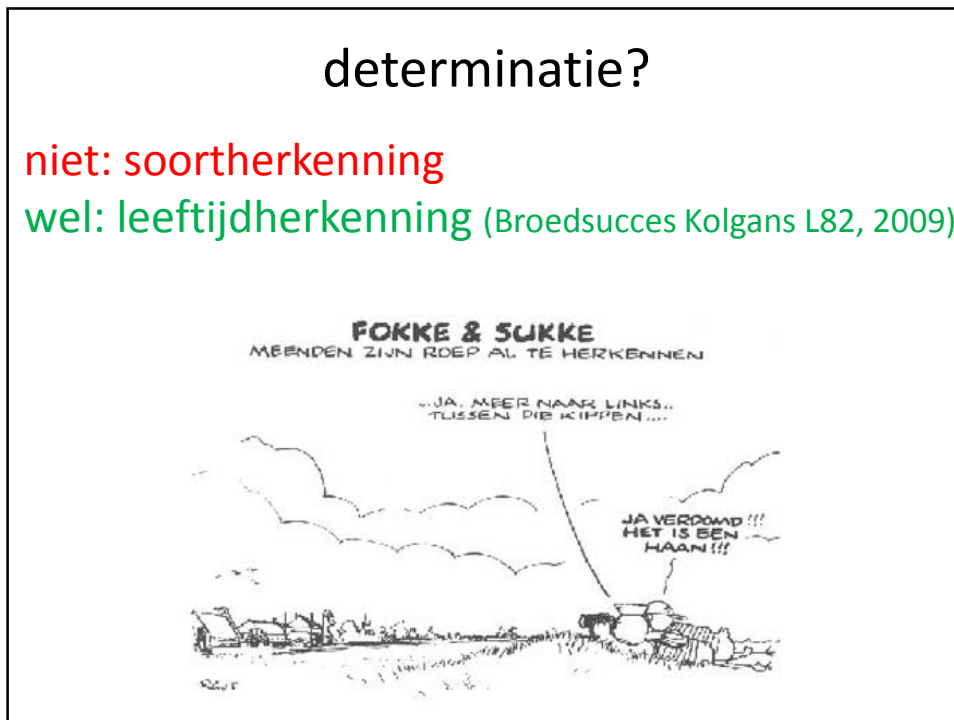 determinatie?
niet: soortherkenning
wel: leeftijdherkenning (Broedsucces Kolgans L82, 2009)
FOKKE & SUKKE
MEENDEN ZIJN ROEP AL TE HERKENNEN
...JA. MEER NAAR LINKS..
TUSSEN DIE KIPPEN....
JA VERDOMD!!!
HET IS EEN
HAAN!!!